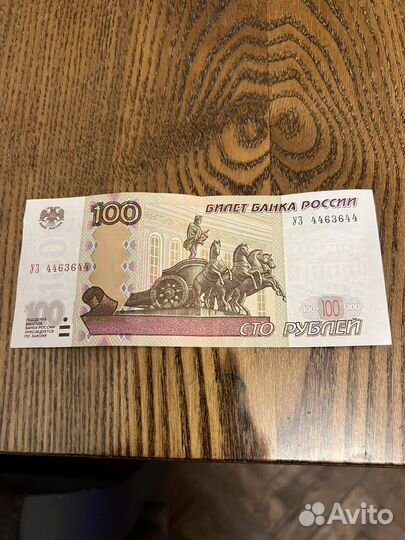 100
БИЛЕТ БАНКА РОССИИ
УЗ 4463644
УЗ 4463644
ПОДДЕЛКА
БИЛЕТОВ
БАНКА РОССИИ
ПРЕСЛЕДУЕТСЯ
ПО ЗАКОНУ
100
СТО РУБЛЕЙ
Avito